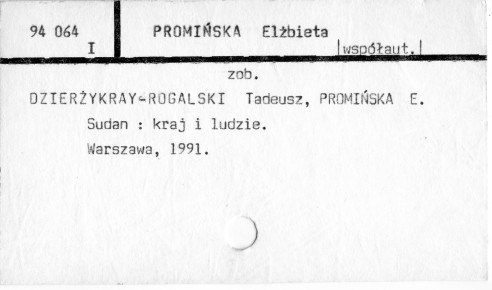 94 064 PROMIŃSKA Elżbieta
I |współaut.|
zob.
DZIERŻYKRAY-ROGALSKI Tadeusz, PROMIŃSKA E.
Sudan : kraj i ludzie.
Warszawa, 1991.